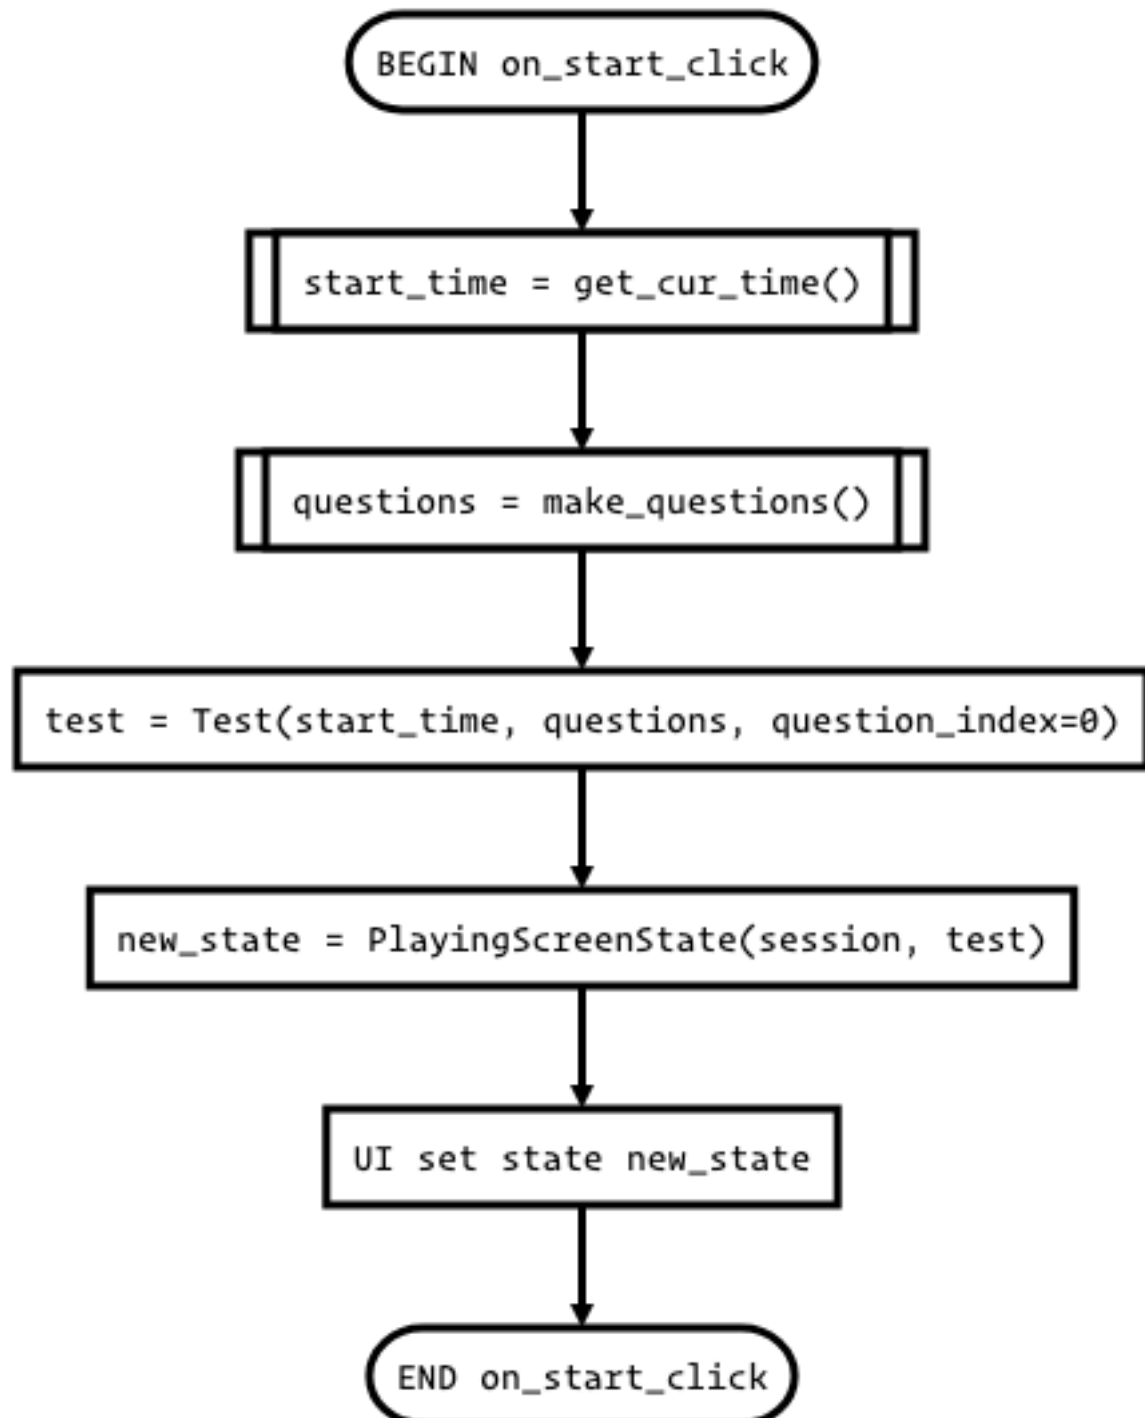 BEGIN on_start_click
start_time = get_cur_time()
questions = make_questions()
test = Test(start_time, questions, question_index=0)
new_state = PlayingScreenState(session, test)
UI set state new_state
END on_start_click